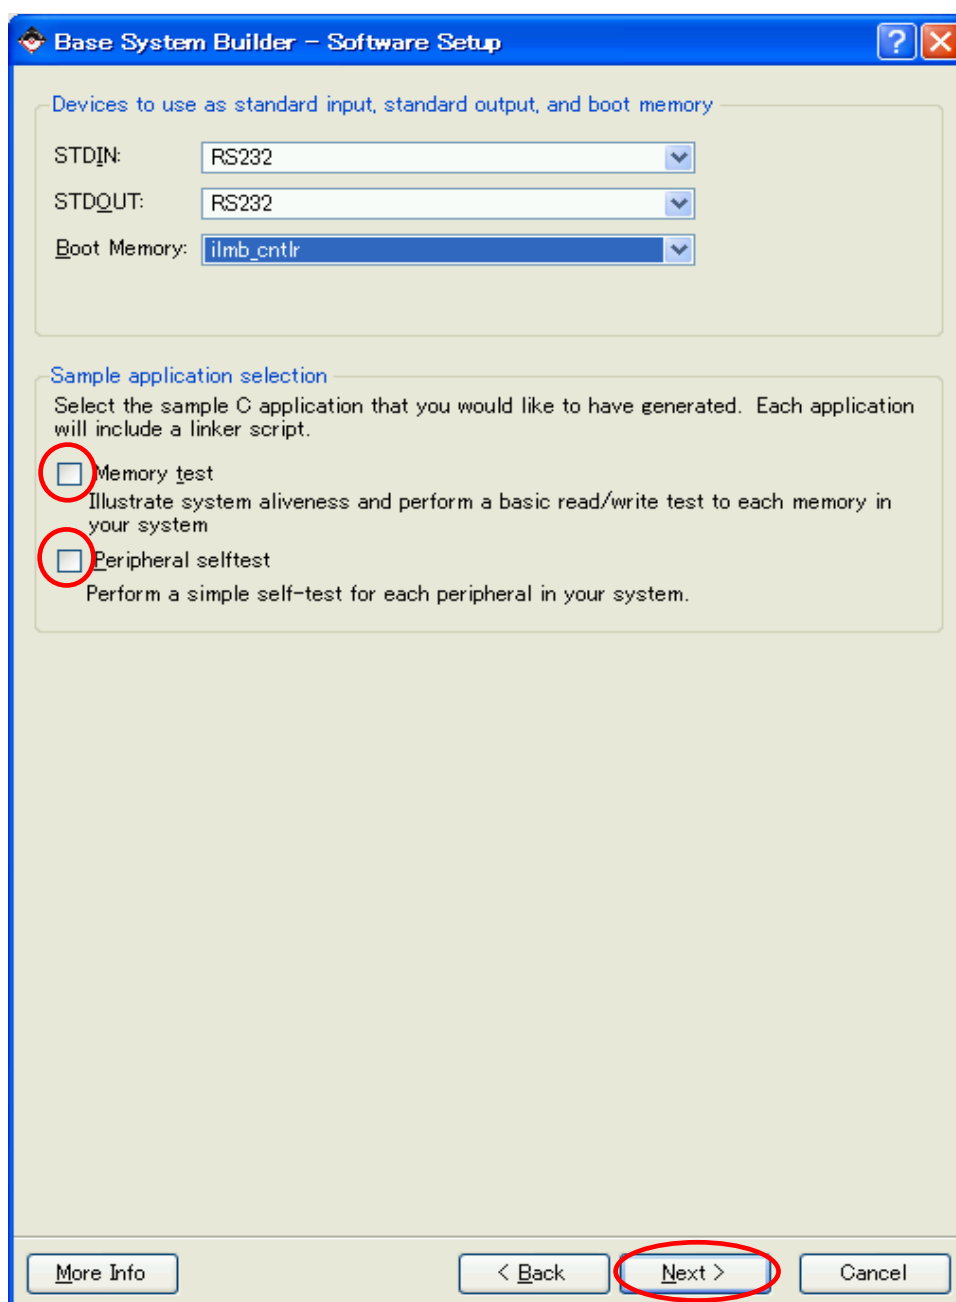 Base System Builder - Software Setup
Devices to use as standard input, standard output, and boot memory
STDIN: RS232
STDOUT: RS232
Boot Memory: ilmb_cntlr
Sample application selection
Select the sample C application that you would like to have generated. Each application
will include a linker script.
Memory test
Illustrate system aliveness and perform a basic read/write test to each memory in
your system
Peripheral selftest
Perform a simple self-test for each peripheral in your system.
More Info < Back Next > Cancel